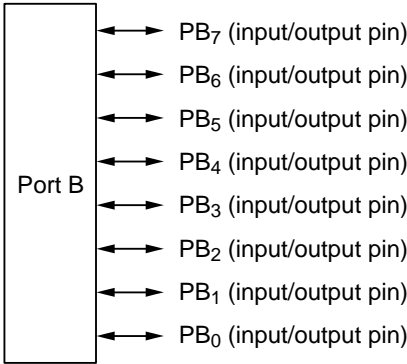 PB7 (input/output pin)
PB6 (input/output pin)
PB5 (input/output pin)
PB4 (input/output pin)
Port B
PB3 (input/output pin)
PB2 (input/output pin)
PB1 (input/output pin)
PB0 (input/output pin)